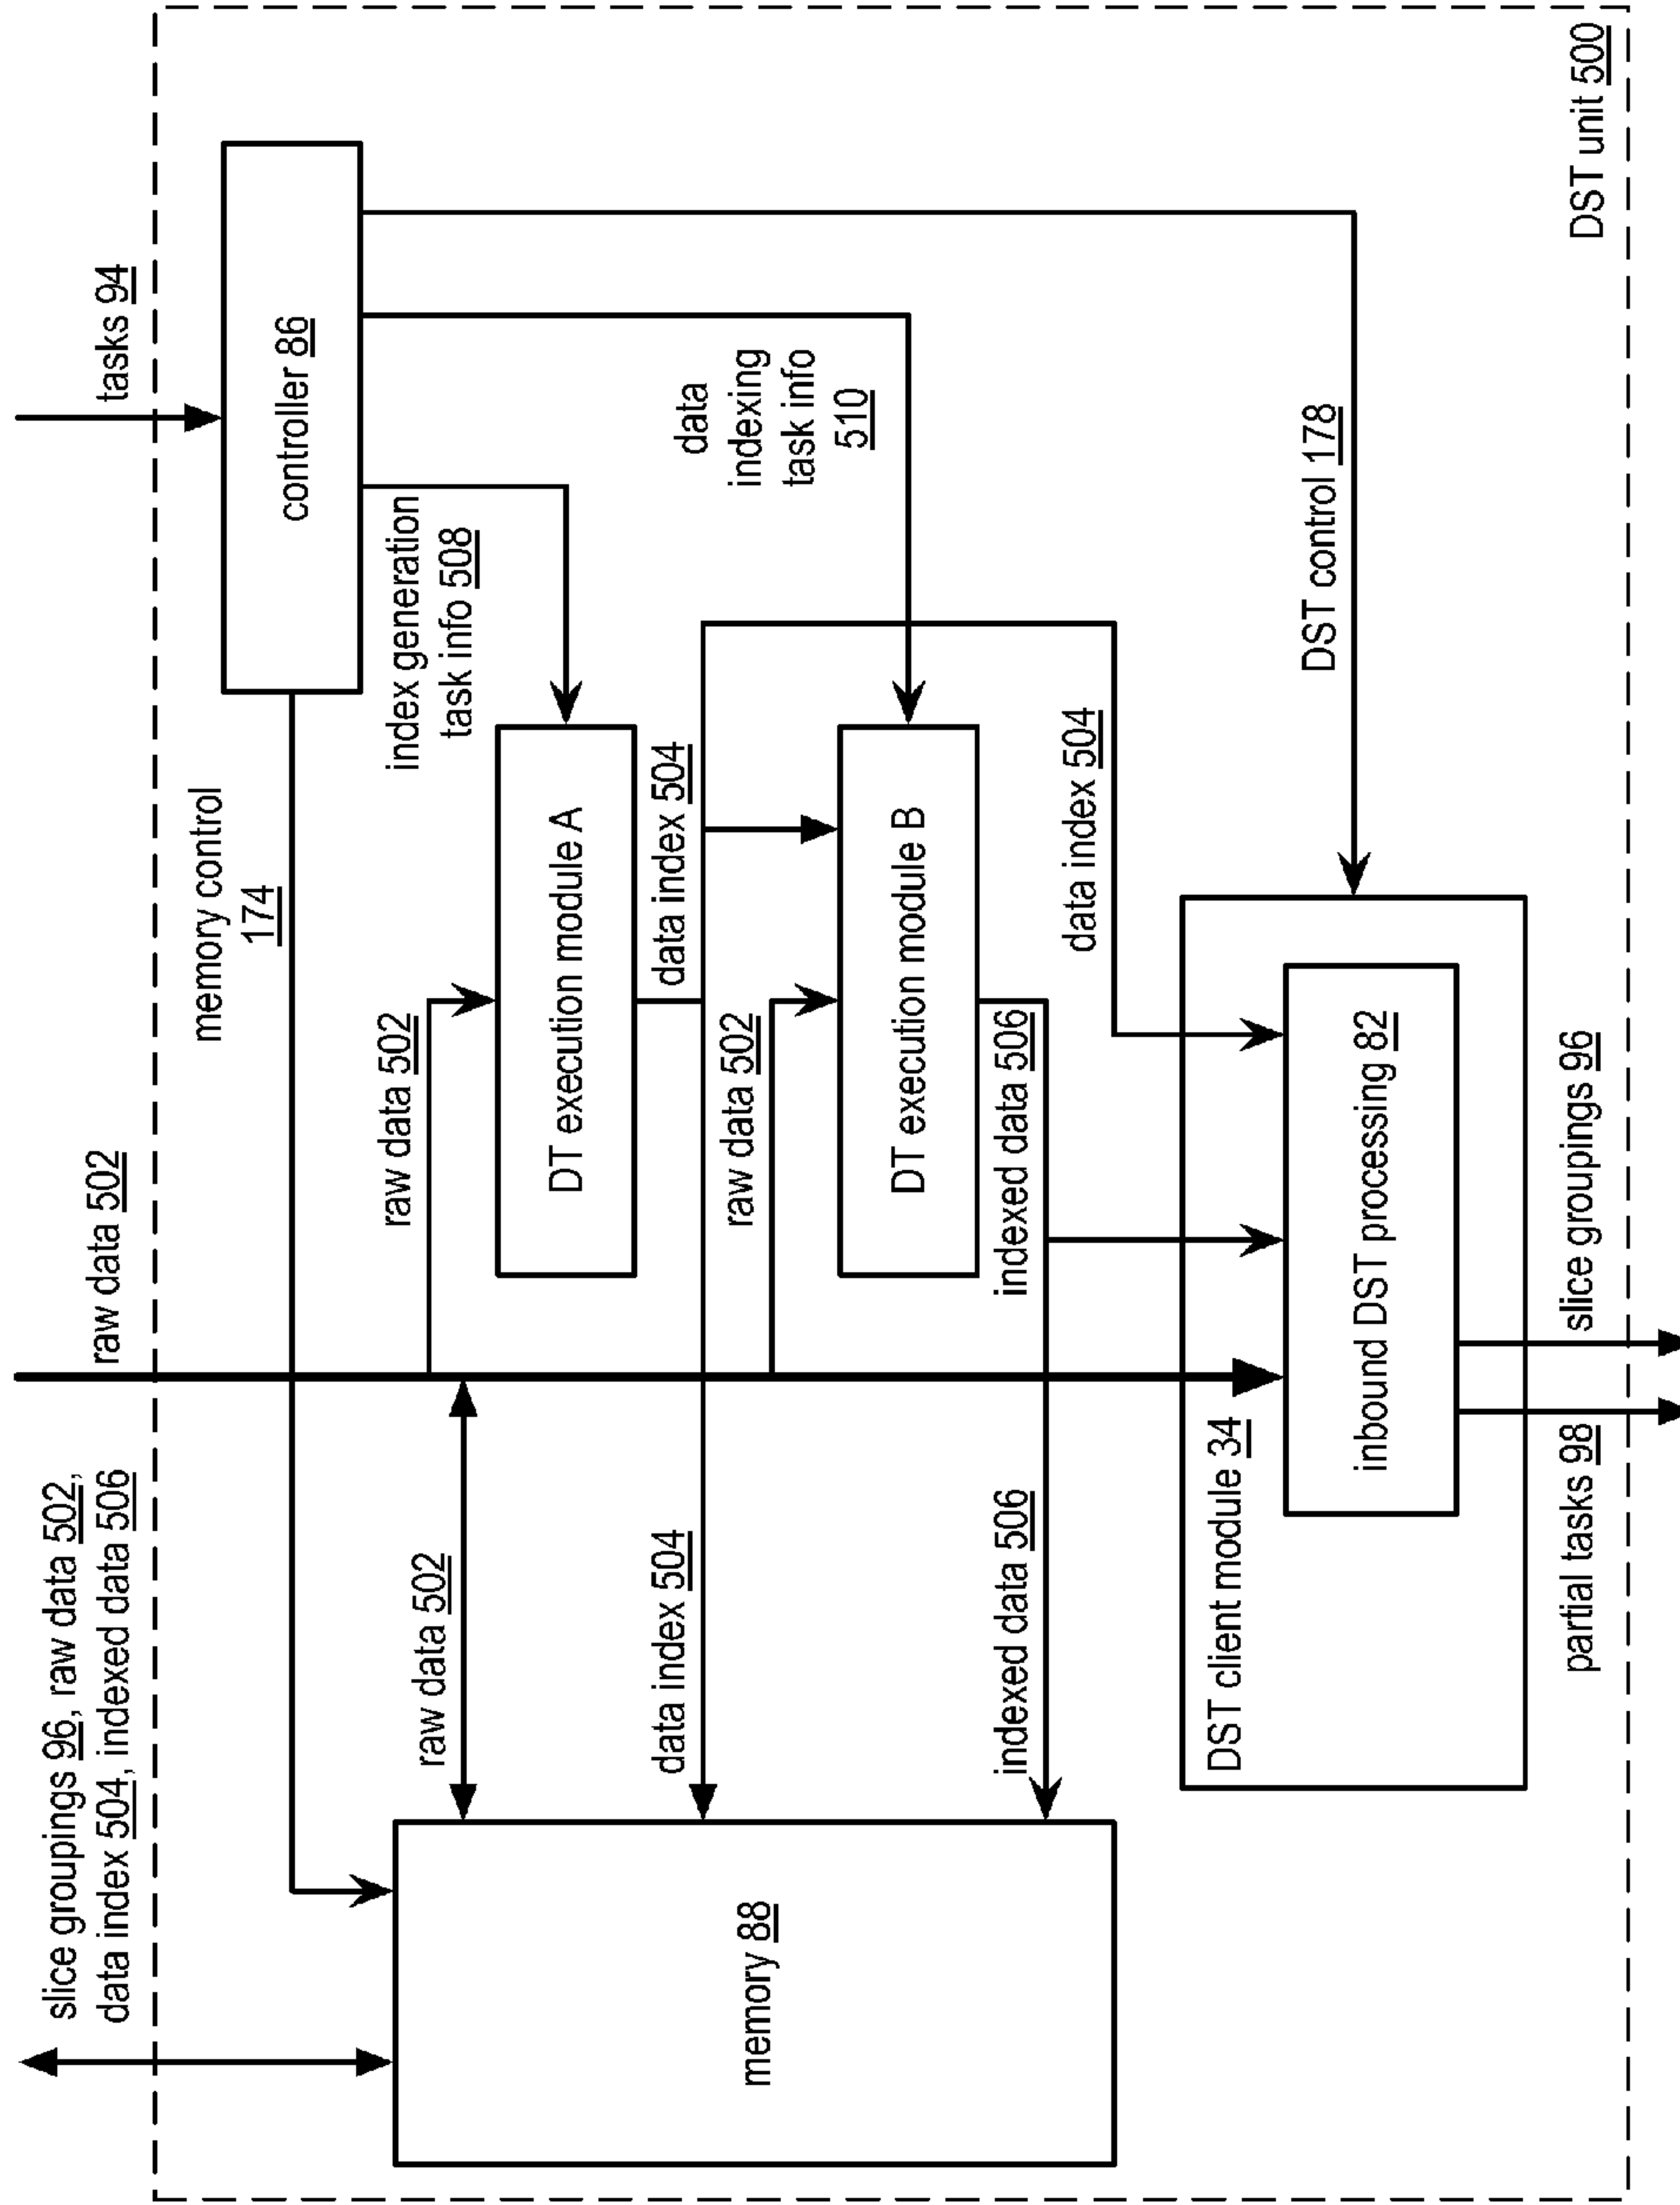 DST unit 500
tasks 94
controller 86
index generation
task info 508
data
indexing
task info
510
DST control 178
memory control
174
raw data 502
raw data 502
DT execution module A
data index 504
raw data 502
DT execution module B
data index 504
indexed data 506
DST client module 34
inbound DST processing 82
slice groupings 96
partial tasks 98
slice groupings 96, raw data 502,
data index 504, indexed data 506
raw data 502
data index 504
indexed data 506
memory 88